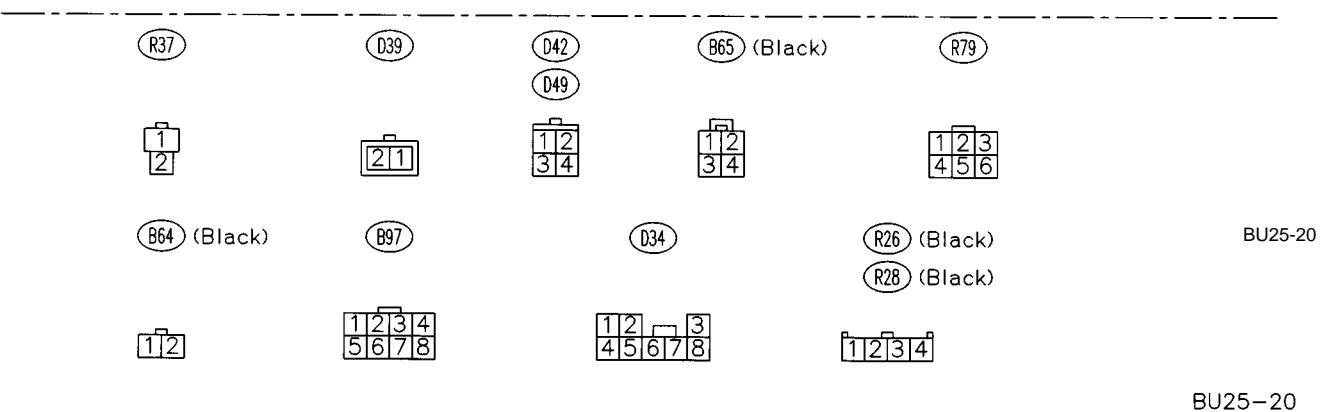 R37 D39 D42 B65 (Black) R79
D49
1 1 2 1 2 1 2 3
2 2 1 3 4 3 4 4 5 6
B64 (Black) B97 D34 R26 (Black) BU25-20
R28 (Black)
1 2 3 4 1 2 3
1 2 5 6 7 8 4 5 6 7 8 1 2 3 4
BU25-20